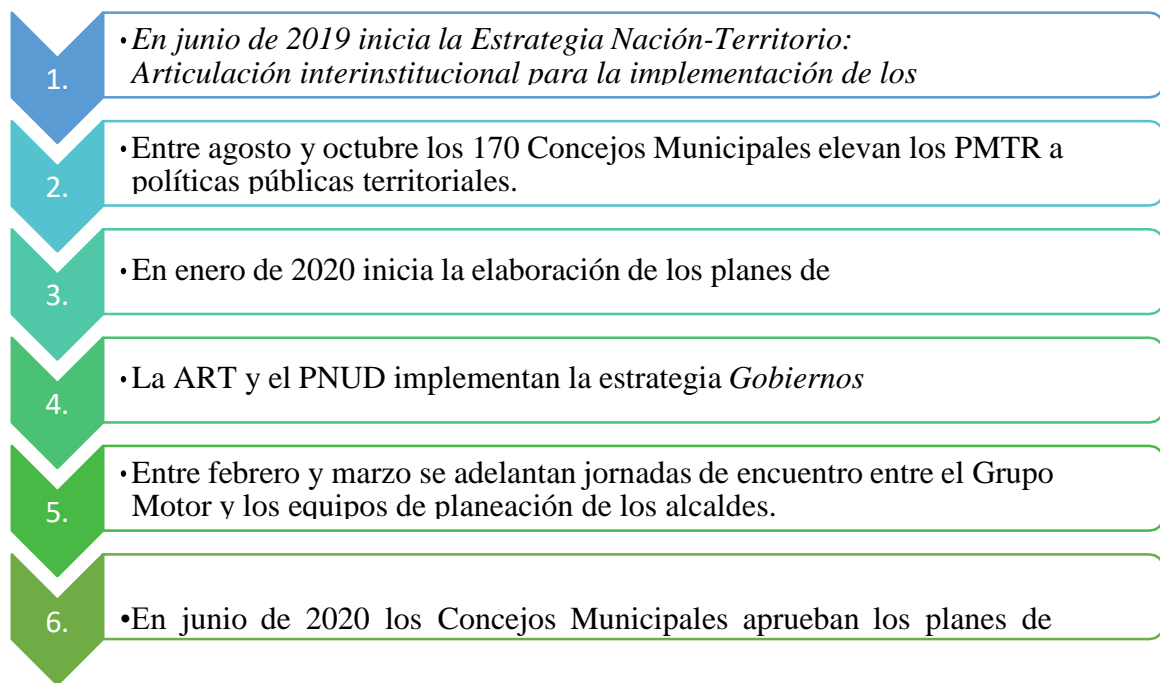 1.
•En junio de 2019 inicia la Estrategia Nación-Territorio:
Articulación interinstitucional para la implementación de los
2.
•Entre agosto y octubre los 170 Concejos Municipales elevan los PMTR a
políticas públicas territoriales.
3.
•En enero de 2020 inicia la elaboración de los planes de
4.
•La ART y el PNUD implementan la estrategia Gobiernos
5.
•Entre febrero y marzo se adelantan jornadas de encuentro entre el Grupo
Motor y los equipos de planeación de los alcaldes.
6.
•En junio de 2020 los Concejos Municipales aprueban los planes de